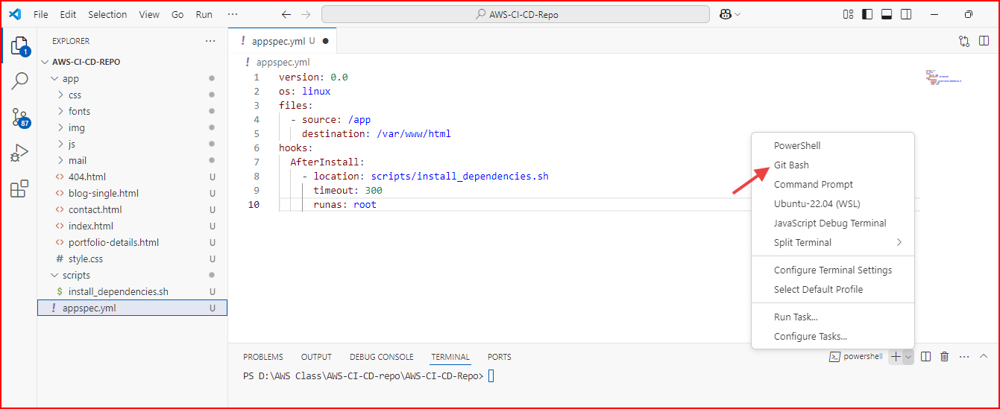 File Edit Selection View Go Run ···
AWS-CI-CD-Repo
EXPLORER ···
1
87
AWS-CI-CD-REPO
app
css
fonts
img
js
mail
<> 404.html U
<> blog-single.html U
<> contact.html U
<> index.html U
<> portfolio-details.html U
# style.css U
scripts
$ install_dependencies.sh U
! appspec.yml U
! appspec.yml U ●
! appspec.yml
1 version: 0.0
2 os: linux
3 files:
4 - source: /app
5 destination: /var/www/html
6 hooks:
7 AfterInstall:
8 - location: scripts/install_dependencies.sh
9 timeout: 300
10 runas: root
PowerShell
Git Bash
Command Prompt
Ubuntu-22.04 (WSL)
JavaScript Debug Terminal
Split Terminal
Configure Terminal Settings
Select Default Profile
Run Task...
Configure Tasks...
PROBLEMS OUTPUT DEBUG CONSOLE TERMINAL PORTS
powershell
PS D:\AWS Class\AWS-CI-CD-repo\AWS-CI-CD-Repo>